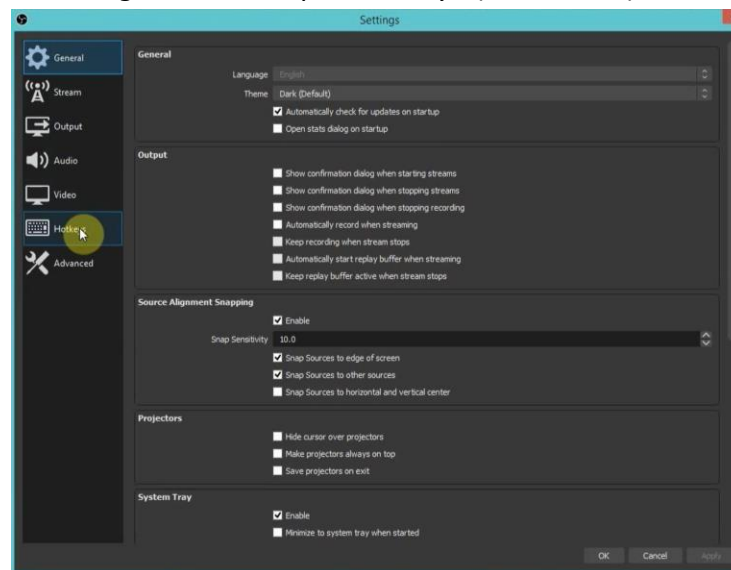 Settings
General
Stream
Output
Audio
Video
Hotkeys
Advanced
General
Language English
Theme Dark (Default)
Automatically check for updates on startup
Open stats dialog on startup
Output
Show confirmation dialog when starting streams
Show confirmation dialog when stopping streams
Show confirmation dialog when stopping recording
Automatically record when streaming
Keep recording when stream stops
Automatically start replay buffer when streaming
Keep replay buffer active when stream stops
Source Alignment Snapping
Enable
Snap Sensitivity 10.0
Snap Sources to edge of screen
Snap Sources to other sources
Snap Sources to horizontal and vertical center
Projectors
Hide cursor over projectors
Make projectors always on top
Save projectors on exit
System Tray
Enable
Minimize to system tray when started
OK Cancel Apply